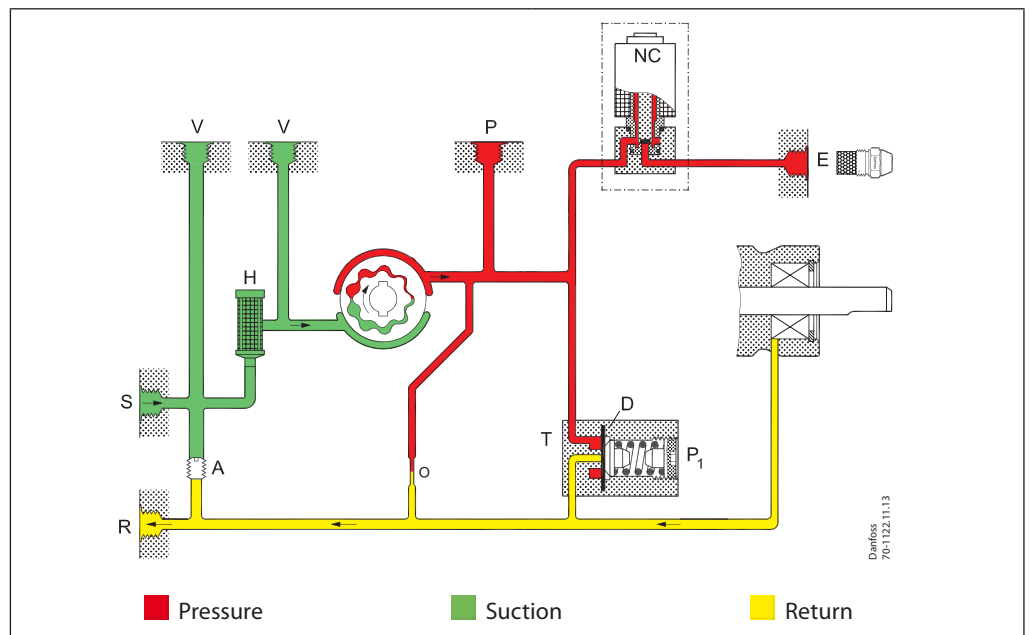 NC
V
V
P
E
H
S
D
T
P1
A
O
R
Danfoss
70-1122.11.13
Pressure
Suction
Return